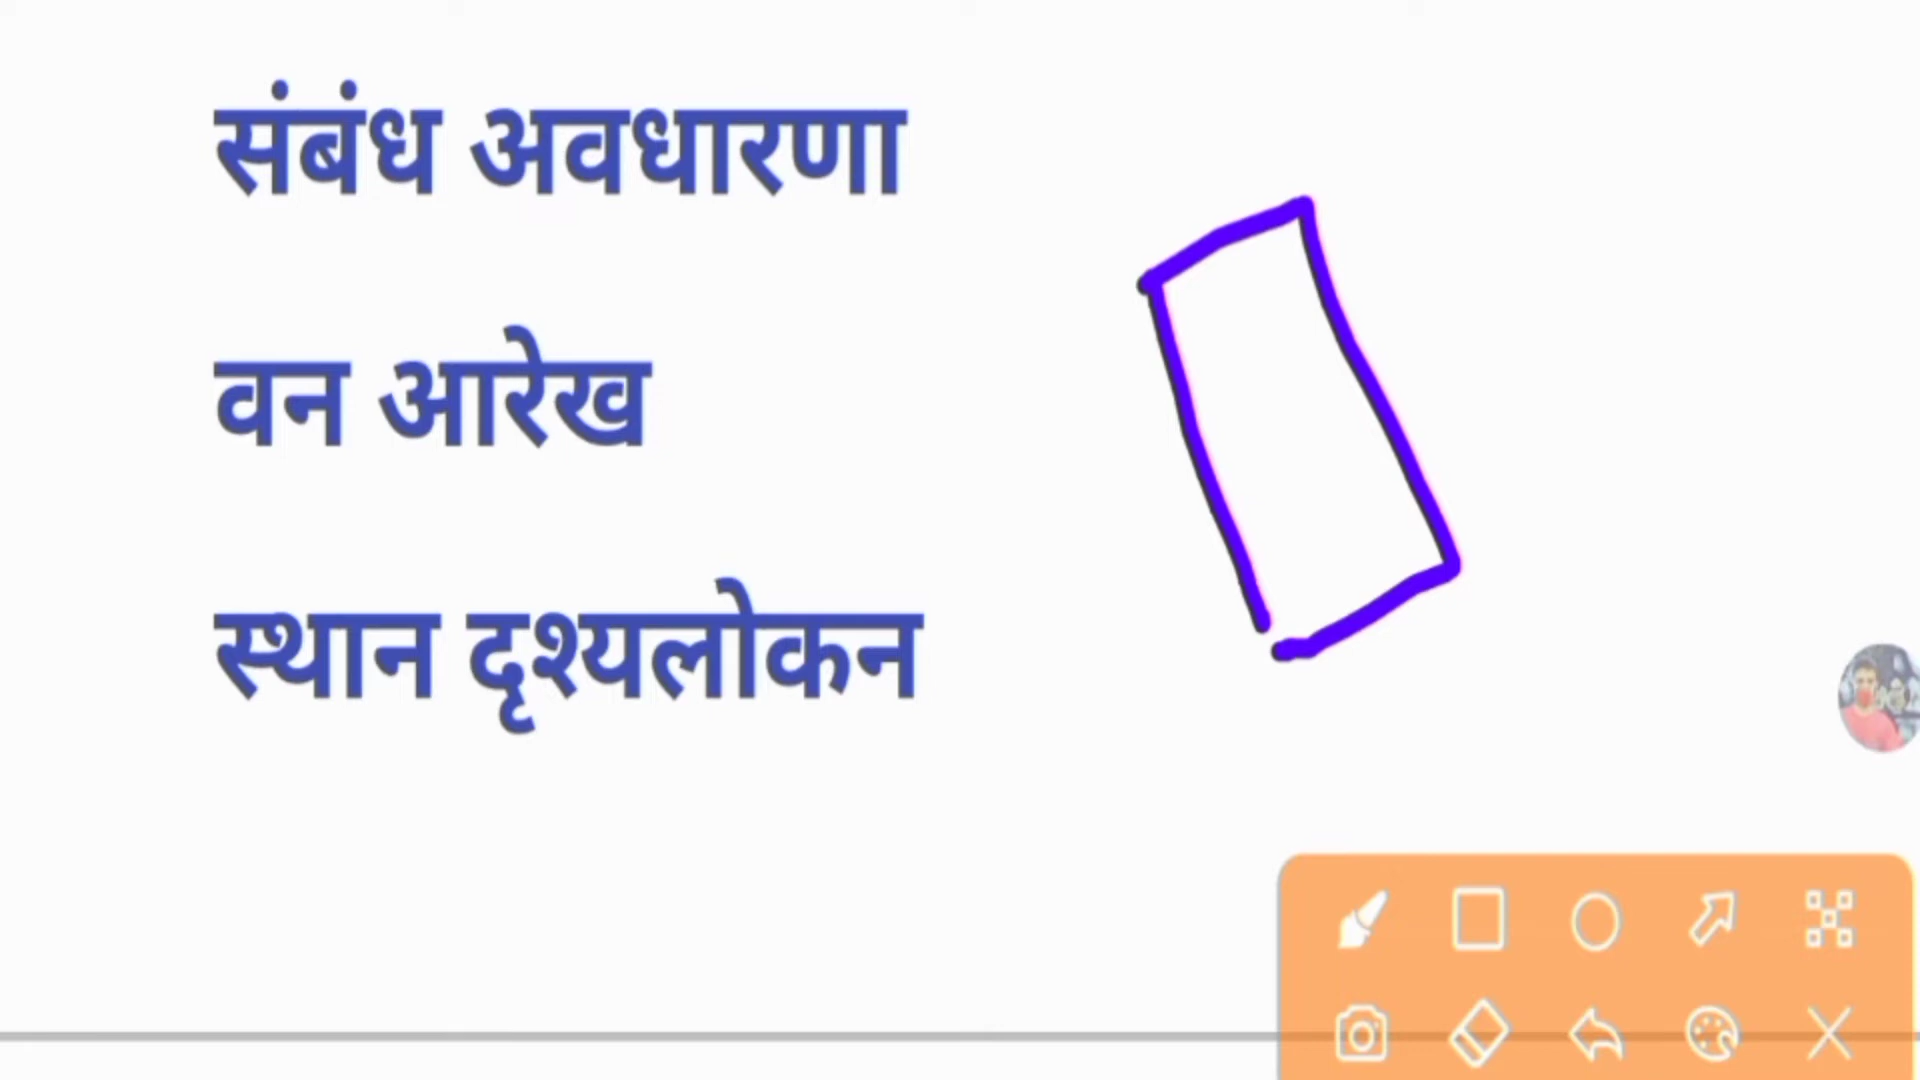 संबंध अवधारणा
वन आरेख
स्थान दृश्यलोकन